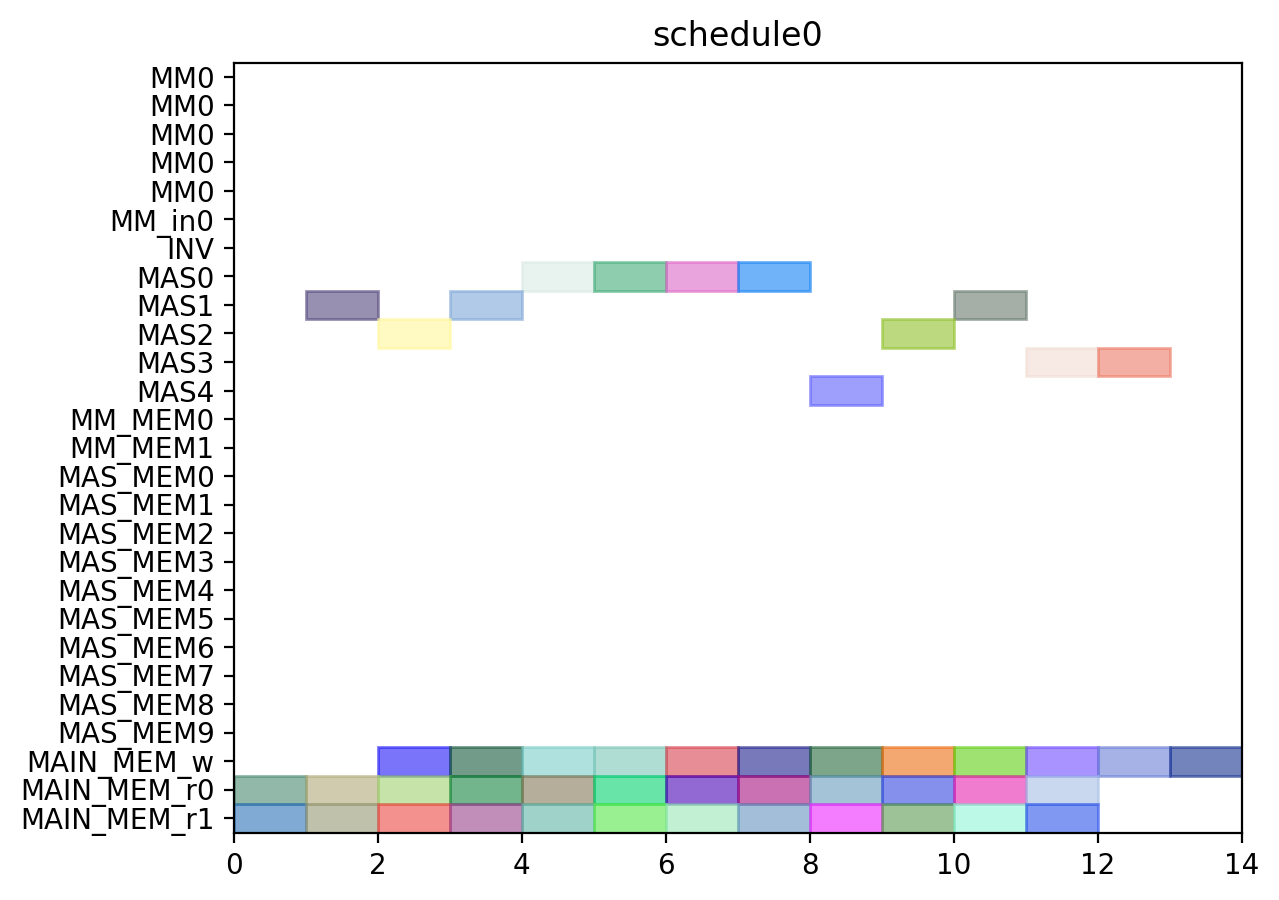 schedule0
MM0
MM0
MM0
MM0
MM0
MM_in0
INV
MAS0
MAS1
MAS2
MAS3
MAS4
MM_MEM0
MM_MEM1
MAS_MEM0
MAS_MEM1
MAS_MEM2
MAS_MEM3
MAS_MEM4
MAS_MEM5
MAS_MEM6
MAS_MEM7
MAS_MEM8
MAS_MEM9
MAIN_MEM_w
MAIN_MEM_r0
MAIN_MEM_r1
0 2 4 6 8 10 12 14